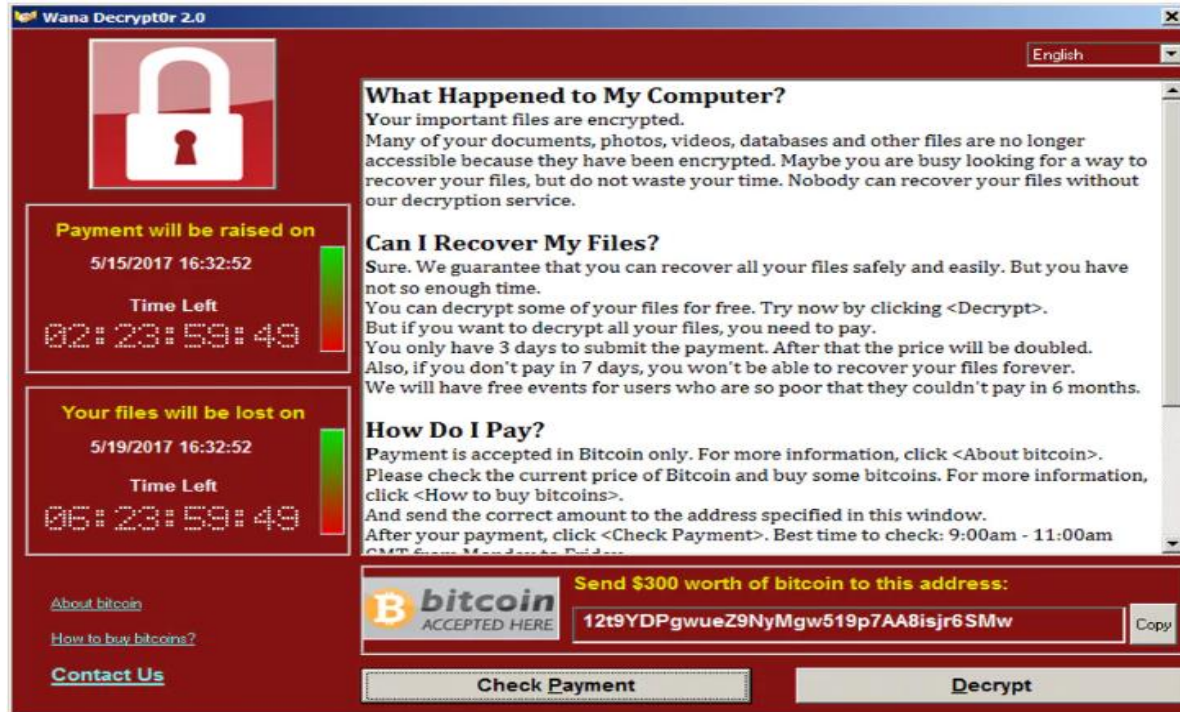 Wana Decrypt0r 2.0
English
Payment will be raised on
5/15/2017 16:32:52
Time Left
02:23:59:49
Your files will be lost on
5/19/2017 16:32:52
Time Left
06:23:59:49
About bitcoin
How to buy bitcoins?
Contact Us
What Happened to My Computer?
Your important files are encrypted.
Many of your documents, photos, videos, databases and other files are no longer
accessible because they have been encrypted. Maybe you are busy looking for a way to
recover your files, but do not waste your time. Nobody can recover your files without
our decryption service.
Can I Recover My Files?
Sure. We guarantee that you can recover all your files safely and easily. But you have
not so enough time.
You can decrypt some of your files for free. Try now by clicking <Decrypt>.
But if you want to decrypt all your files, you need to pay.
You only have 3 days to submit the payment. After that the price will be doubled.
Also, if you don't pay in 7 days, you won't be able to recover your files forever.
We will have free events for users who are so poor that they couldn't pay in 6 months.
How Do I Pay?
Payment is accepted in Bitcoin only. For more information, click <About bitcoin>.
Please check the current price of Bitcoin and buy some bitcoins. For more information,
click <How to buy bitcoins>.
And send the correct amount to the address specified in this window.
After your payment, click <Check Payment>. Best time to check: 9:00am - 11:00am
GMT from Monday to Friday
bitcoin
ACCEPTED HERE
Send $300 worth of bitcoin to this address:
12t9YDPgwueZ9NyMgw519p7AA8isjr6SMw
Copy
Check Payment
Decrypt